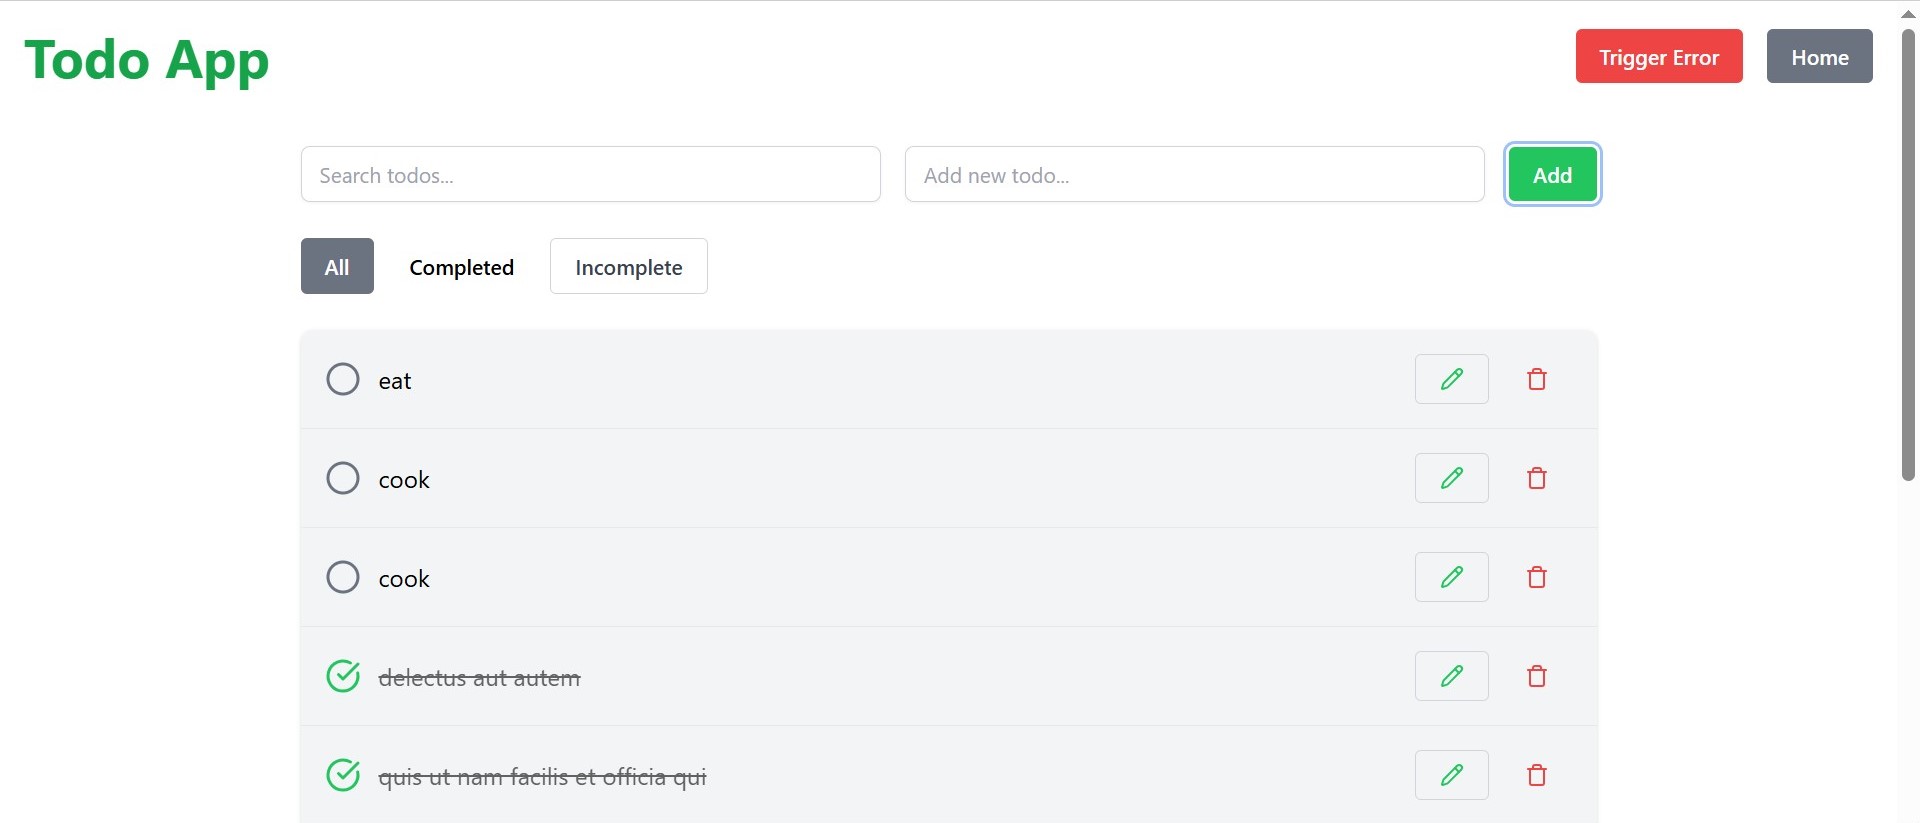 Todo App
Trigger Error
Home
Search todos...
Add new todo...
Add
All
Completed
Incomplete
eat
cook
cook
delectus aut autem
quis ut nam facilis et officia qui